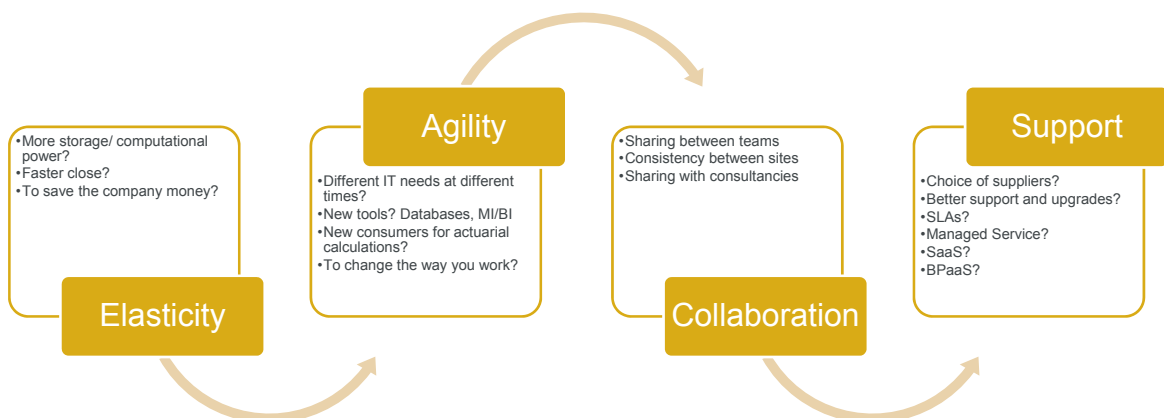 •More storage/ computational
power?
•Faster close?
•To save the company money?
Elasticity
Agility
•Different IT needs at different
times?
•New tools? Databases, MI/BI
•New consumers for actuarial
calculations?
•To change the way you work?
•Sharing between teams
•Consistency between sites
•Sharing with consultancies
Collaboration
Support
•Choice of suppliers?
•Better support and upgrades?
•SLAs?
•Managed Service?
•SaaS?
•BPaaS?